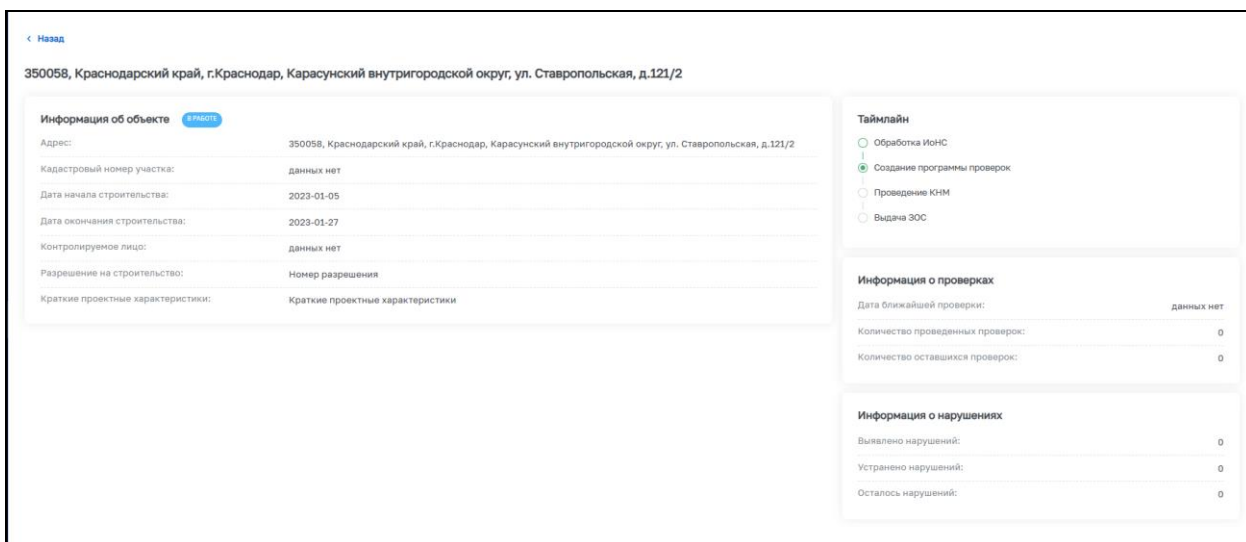 Назад
350058, Краснодарский край, г.Краснодар, Карасунский внутригородской округ, ул. Ставропольская, д.121/2
Информация об объекте В РАБОТЕ
Адрес: 350058, Краснодарский край, г.Краснодар, Карасунский внутригородской округ, ул. Ставропольская, д.121/2
Кадастровый номер участка: данных нет
Дата начала строительства: 2023-01-05
Дата окончания строительства: 2023-01-27
Контролируемое лицо: данных нет
Разрешение на строительство: Номер разрешения
Краткие проектные характеристики: Краткие проектные характеристики
Таймлайн
Обработка ИоНС
Создание программы проверок
Проведение КНМ
Выдача ЗОС
Информация о проверках
Дата ближайшей проверки: данных нет
Количество проведенных проверок: 0
Количество оставшихся проверок: 0
Информация о нарушениях
Выявлено нарушений: 0
Устранено нарушений: 0
Осталось нарушений: 0